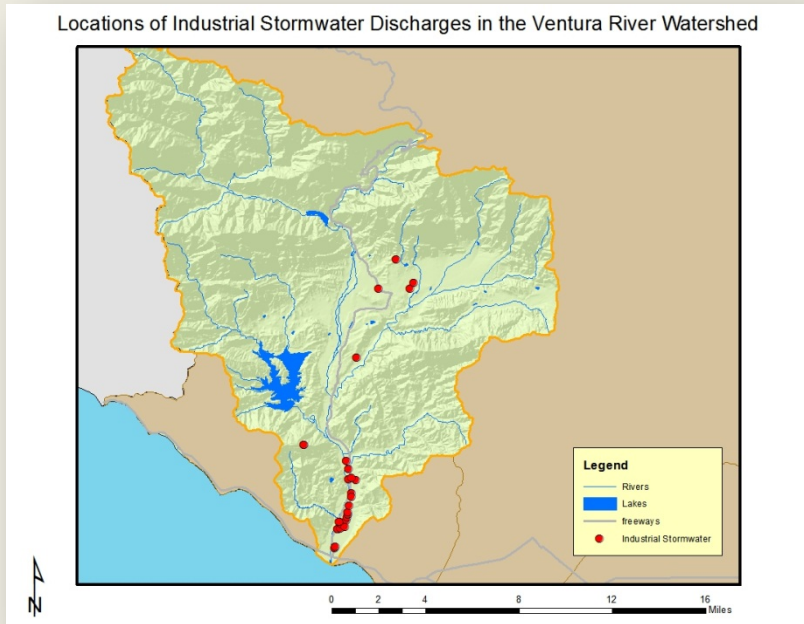 Locations of Industrial Stormwater Discharges in the Ventura River Watershed
Legend
Rivers
Lakes
freeways
Industrial Stormwater
N
0 2 4 8 12 16
Miles